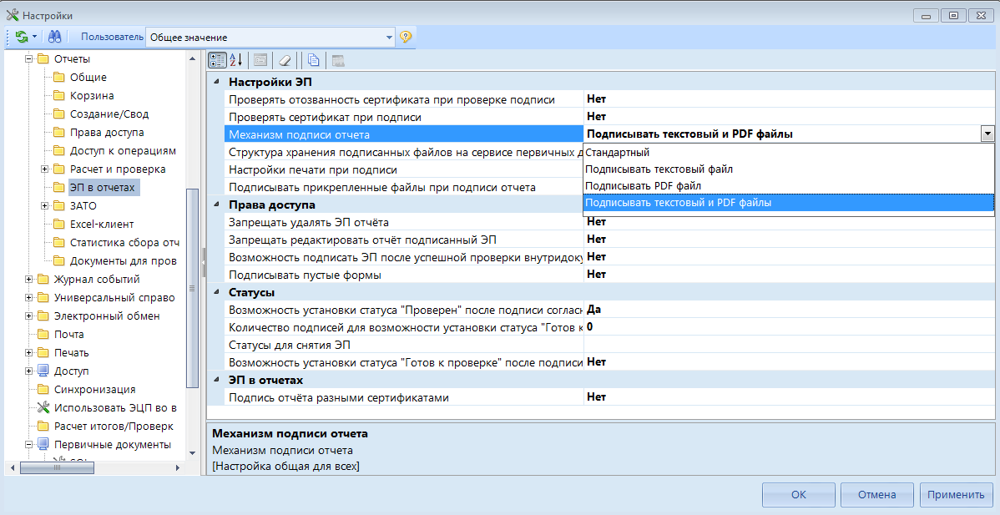 Настройки
Пользователь Общее значение
Отчеты
Общие
Корзина
Создание/Свод
Права доступа
Доступ к операциям
Расчет и проверка
ЭП в отчетах
ЗАТО
Excel-клиент
Статистика сбора отч
Документы для пров
Журнал событий
Универсальный справо
Электронный обмен
Почта
Печать
Доступ
Синхронизация
Использовать ЭЦП во в
Расчет итогов/Проверк
Первичные документы
Настройки ЭП
Проверять отозванность сертификата при проверке подписи Нет
Проверять сертификат при подписи Нет
Механизм подписи отчета Подписывать текстовый и PDF файлы
Структура хранения подписанных файлов на сервисе первичных д
Настройки печати при подписи
Подписывать прикрепленные файлы при подписи отчета
Стандартный
Подписывать текстовый файл
Подписывать PDF файл
Подписывать текстовый и PDF файлы
Права доступа
Запрещать удалять ЭП отчёта Нет
Запрещать редактировать отчёт подписанный ЭП Нет
Возможность подписать ЭП после успешной проверки внутридоку Нет
Подписывать пустые формы Нет
Статусы
Возможность установки статуса "Проверен" после подписи согласн Да
Количество подписей для возможности установки статуса "Готов к 0
Статусы для снятия ЭП
Возможность установки статуса "Готов к проверке" после подписи Нет
ЭП в отчетах
Подпись отчёта разными сертификатами Нет
Механизм подписи отчета
Механизм подписи отчета
[Настройка общая для всех]
ОК Отмена Применить